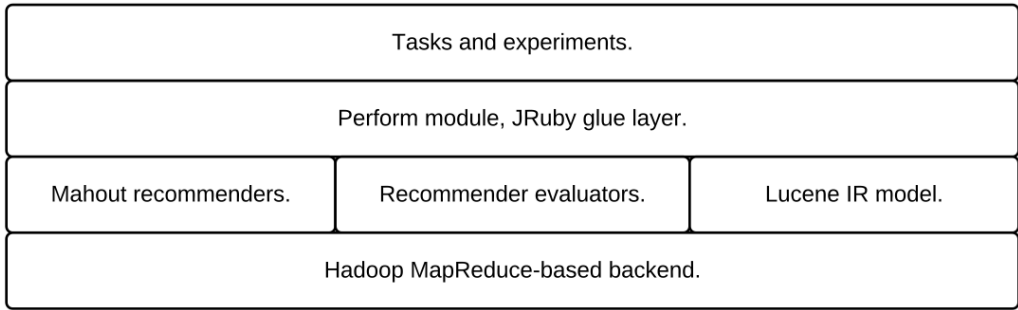 Tasks and experiments.
Perform module, JRuby glue layer.
Mahout recommenders.
Recommender evaluators.
Lucene IR model.
Hadoop MapReduce-based backend.